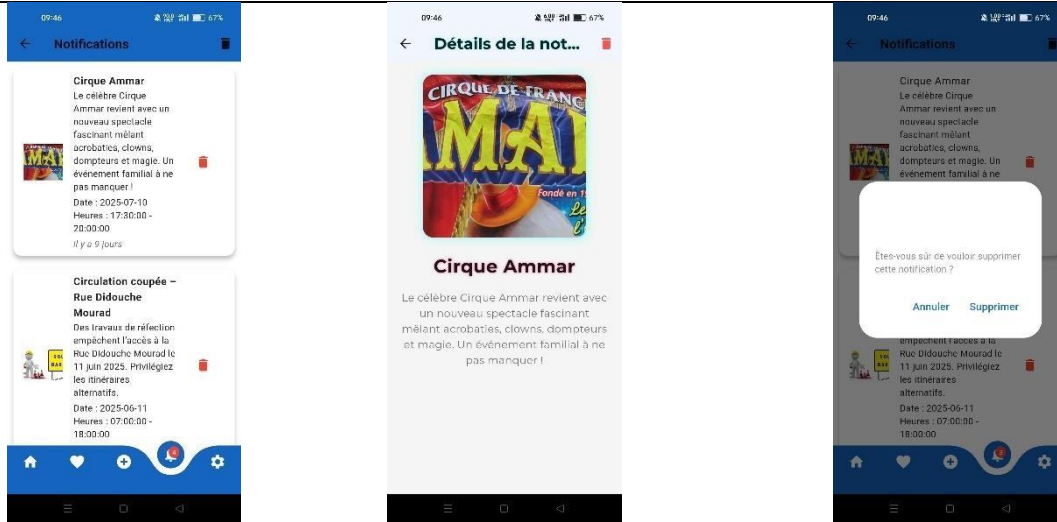 09:46
67%
Notifications
Cirque Ammar
Le célèbre Cirque
Ammar revient avec un
nouveau spectacle
fascinant mêlant
acrobaties, clowns,
dompteurs et magie. Un
événement familial à ne
pas manquer !
Date : 2025-07-10
Heures : 17:30:00 -
20:00:00
Il y a 9 jours
Circulation coupée –
Rue Didouche
Mourad
Des travaux de réfection
empêchent l'accès à la
Rue Didouche Mourad le
11 juin 2025. Privilégiez
les itinéraires
alternatifs.
Date : 2025-06-11
Heures : 07:00:00 -
18:00:00
09:46
67%
Détails de la not...
CIRQUE DE FRANC
AMAI
Fondé en 1
Le
l'
Cirque Ammar
Le célèbre Cirque Ammar revient avec
un nouveau spectacle fascinant
mêlant acrobaties, clowns, dompteurs
et magie. Un événement familial à ne
pas manquer !
09:46
67%
Notifications
Cirque Ammar
Le célèbre Cirque
Ammar revient avec un
nouveau spectacle
fascinant mêlant
acrobaties, clowns,
dompteurs et magie. Un
événement familial à ne
Êtes-vous sûr de vouloir supprimer
cette notification ?
Annuler Supprimer
empêchent l'accès à la
Rue Didouche Mourad le
11 juin 2025. Privilégiez
les itinéraires
alternatifs.
Date : 2025-06-11
Heures : 07:00:00 -
18:00:00